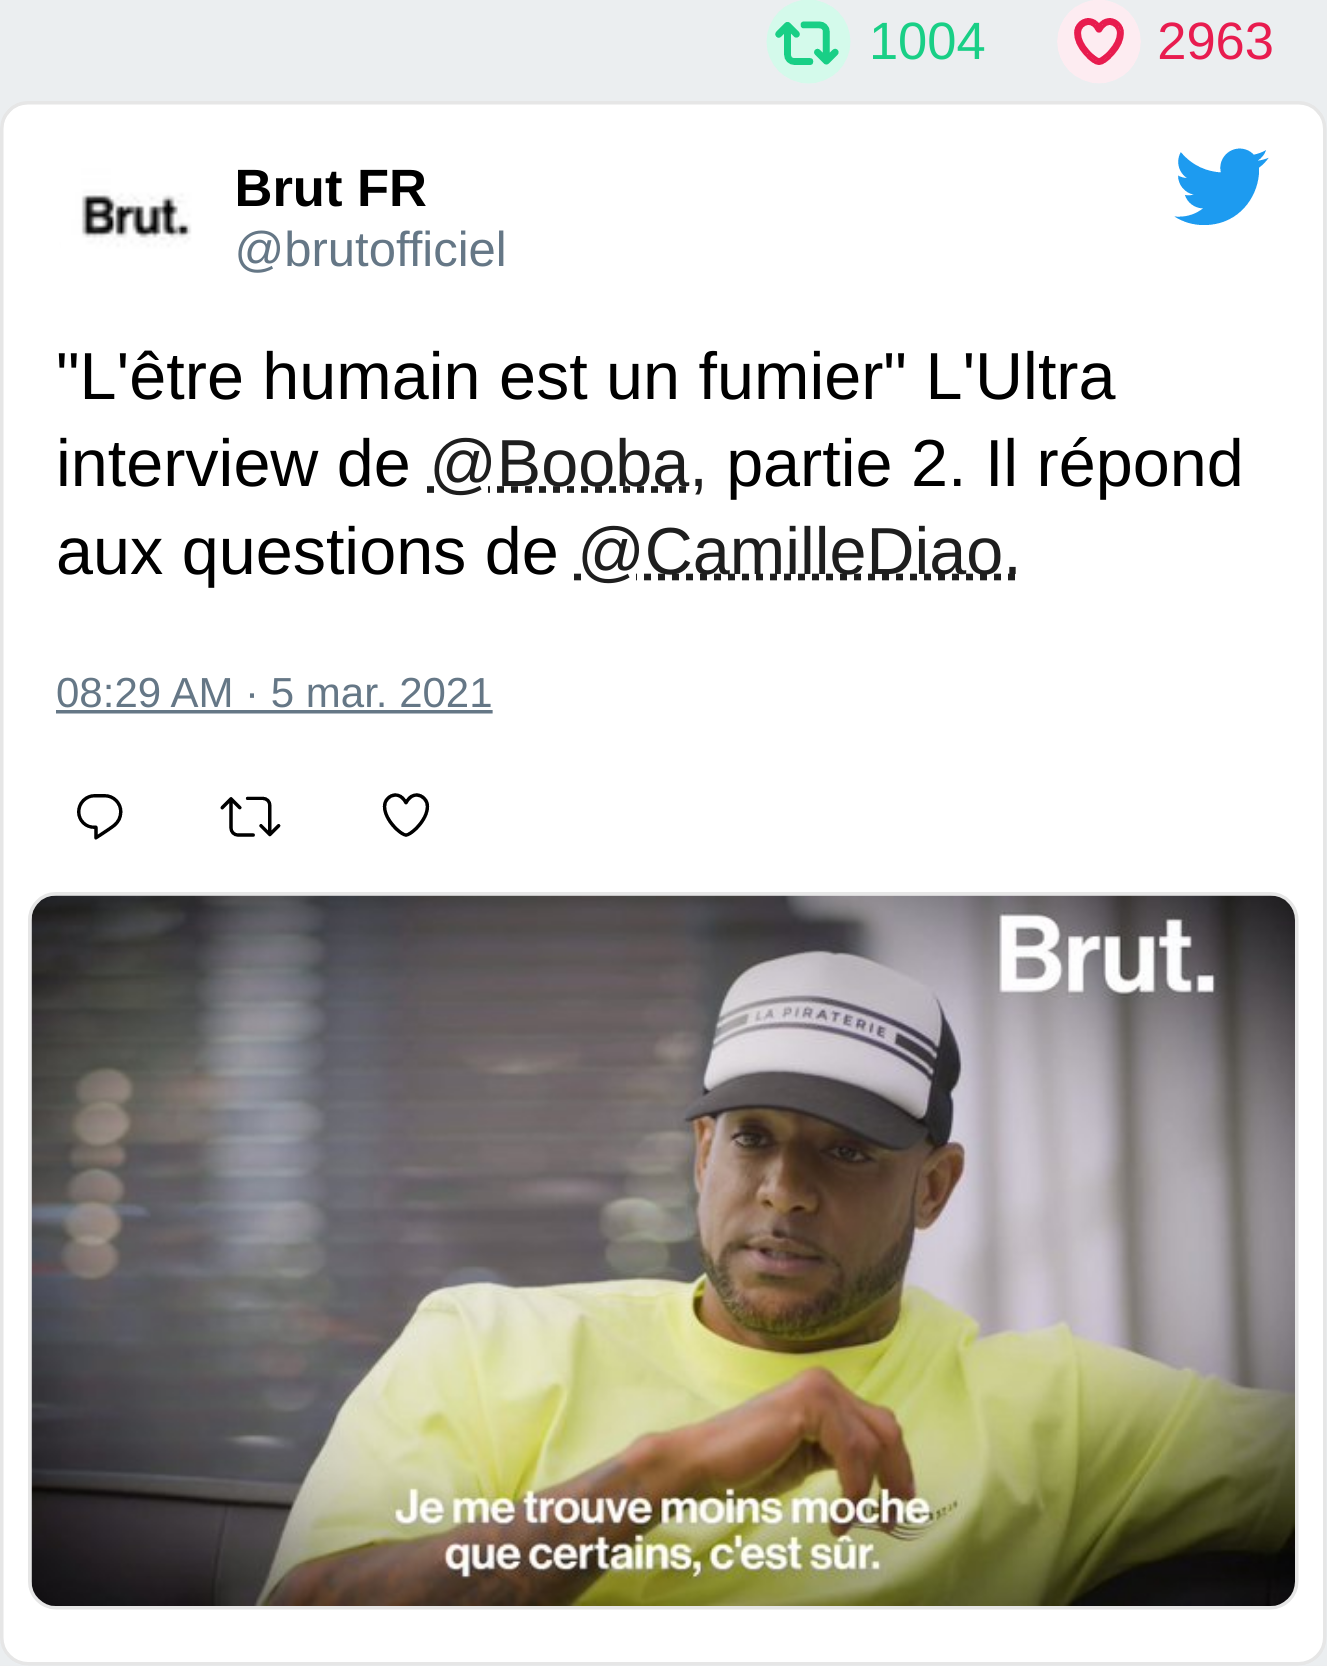 1004 2963
Brut.
Brut FR
@brutofficiel
"L'être humain est un fumier" L'Ultra
interview de @Booba, partie 2. Il répond
aux questions de @CamilleDiao.
08:29 AM · 5 mar. 2021
Brut.
LA PIRATERIE
Je me trouve moins moche
que certains, c'est sûr.